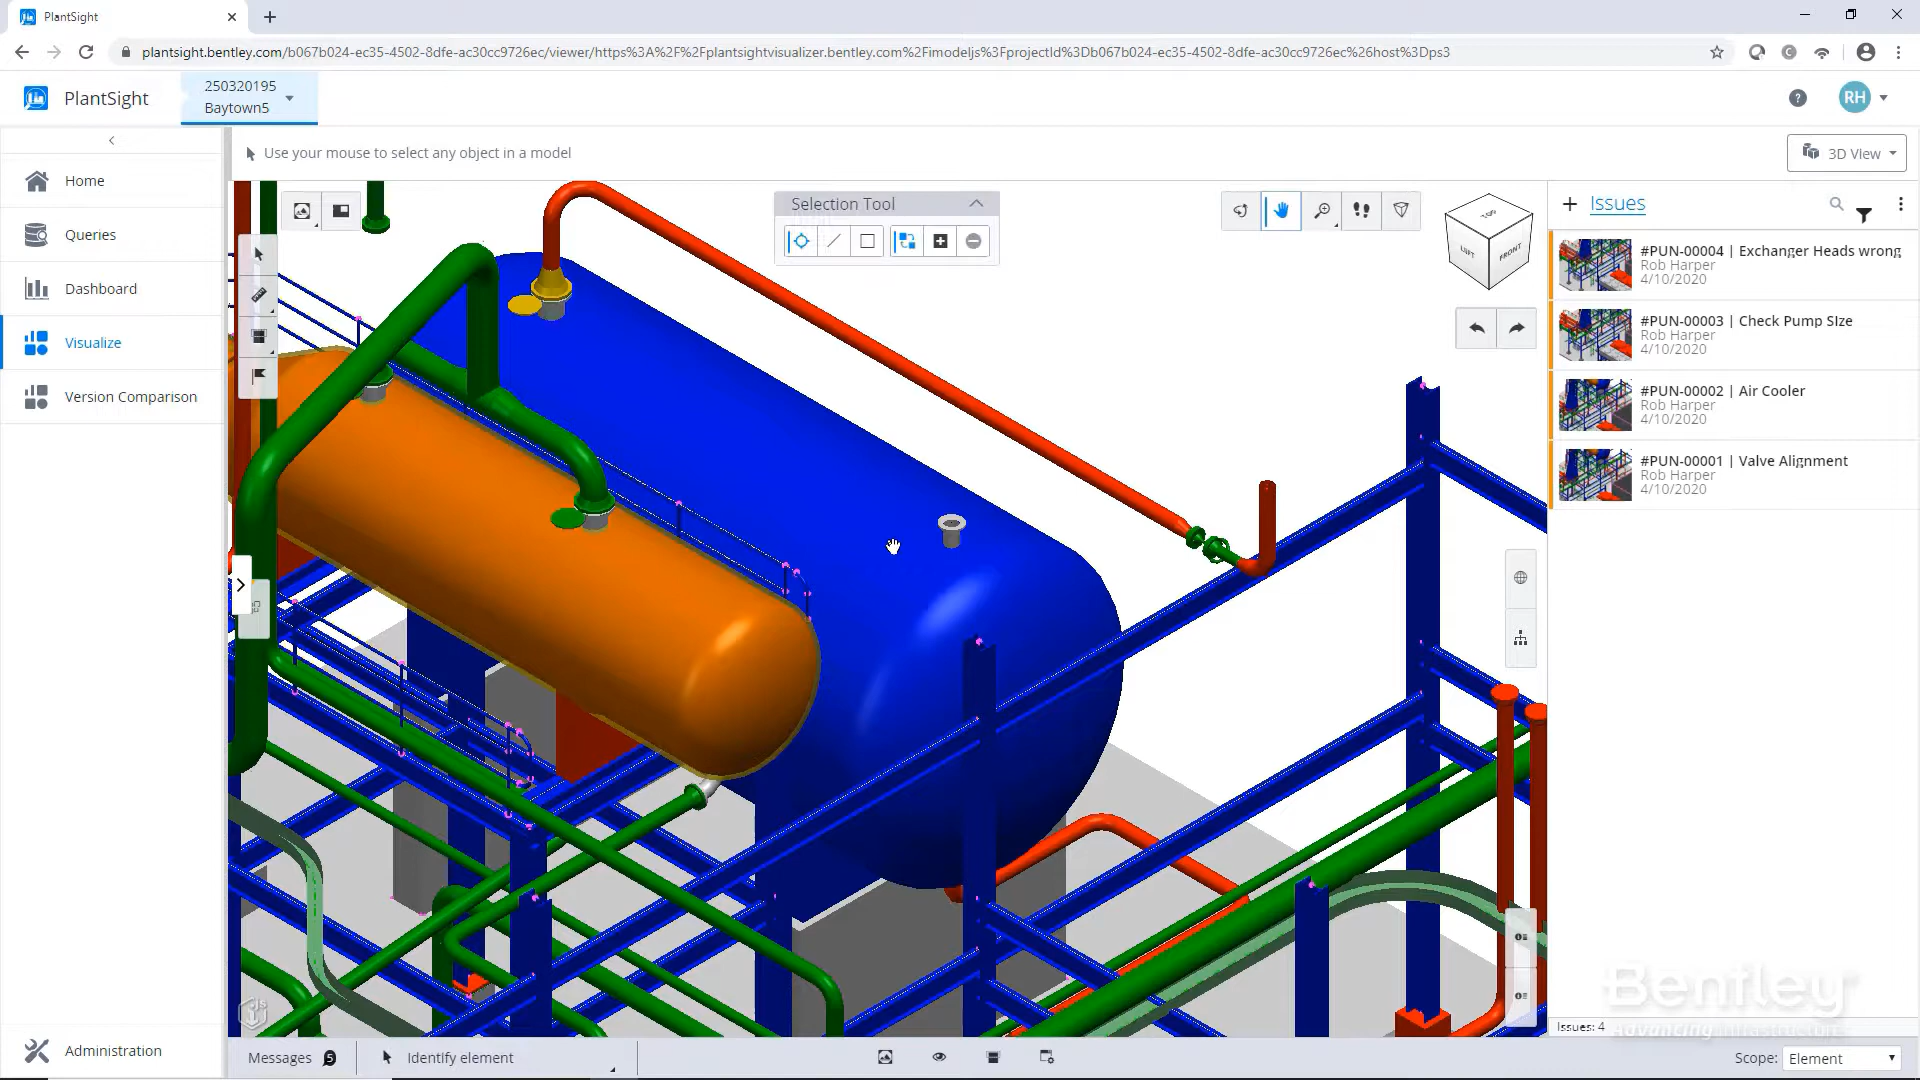 PlantSight
plantsight.bentley.com/b067b024-ec35-4502-8dfe-ac30cc9726ec/viewer/https%3A%2F%2Fplantsightvisualizer.bentley.com%2Fimodeljs%3FprojectId%3Db067b024-ec35-4502-8dfe-ac30cc9726ec%26host%3Dps3
PlantSight
250320195
Baytown5
RH
Use your mouse to select any object in a model
3D View
Home
Queries
Dashboard
Visualize
Version Comparison
Administration
Selection Tool
TOP
LEFT
FRONT
Issues
#PUN-00004 | Exchanger Heads wrong
Rob Harper
4/10/2020
#PUN-00003 | Check Pump SIze
Rob Harper
4/10/2020
#PUN-00002 | Air Cooler
Rob Harper
4/10/2020
#PUN-00001 | Valve Alignment
Rob Harper
4/10/2020
Bentley
Advancing Infrastructure
Issues: 4
Messages 5
Identify element
Scope: Element